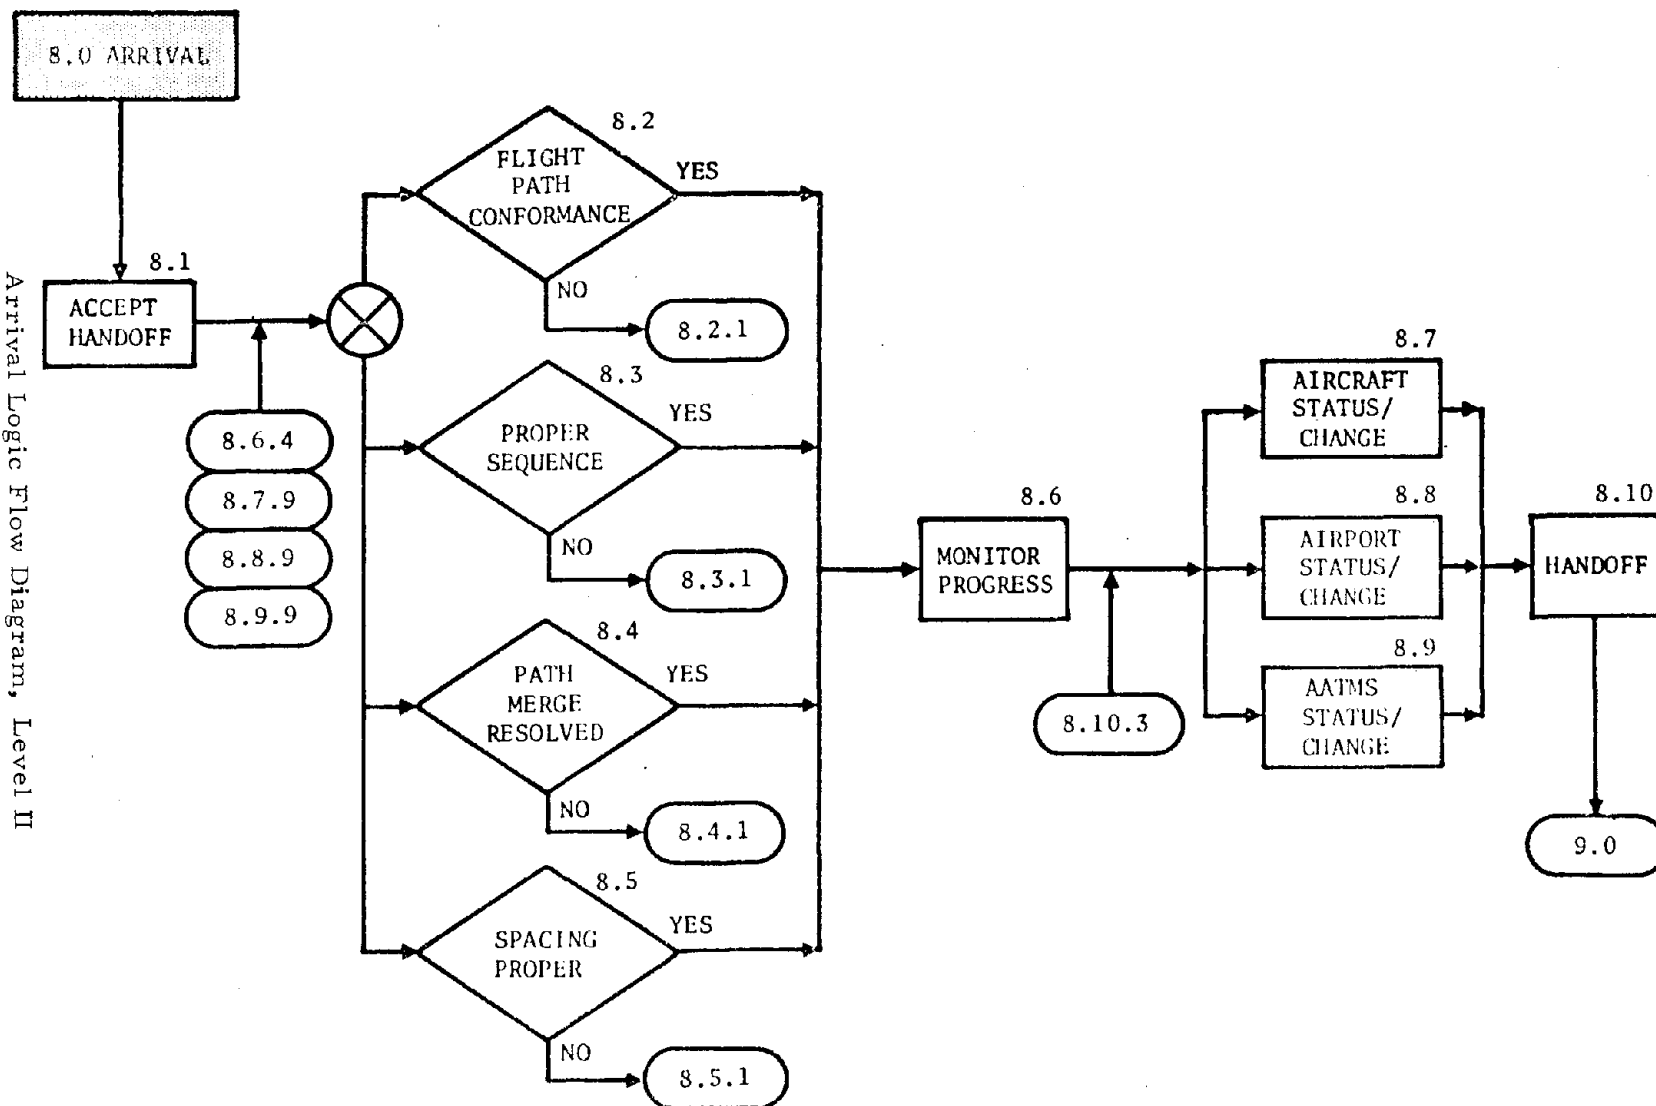 8.0 ARRIVAL
8.1
ACCEPT
HANDOFF
8.6.4
8.7.9
8.8.9
8.9.9
8.2
FLIGHT
PATH
CONFORMANCE
YES
NO
8.2.1
8.3
PROPER
SEQUENCE
YES
NO
8.3.1
8.4
PATH
MERGE
RESOLVED
YES
NO
8.4.1
8.5
SPACING
PROPER
YES
NO
8.5.1
8.6
MONITOR
PROGRESS
8.10.3
8.7
AIRCRAFT
STATUS/
CHANGE
8.8
AIRPORT
STATUS/
CHANGE
8.9
AATMS
STATUS/
CHANGE
8.10
HANDOFF
9.0
Arrival Logic Flow Diagram, Level II